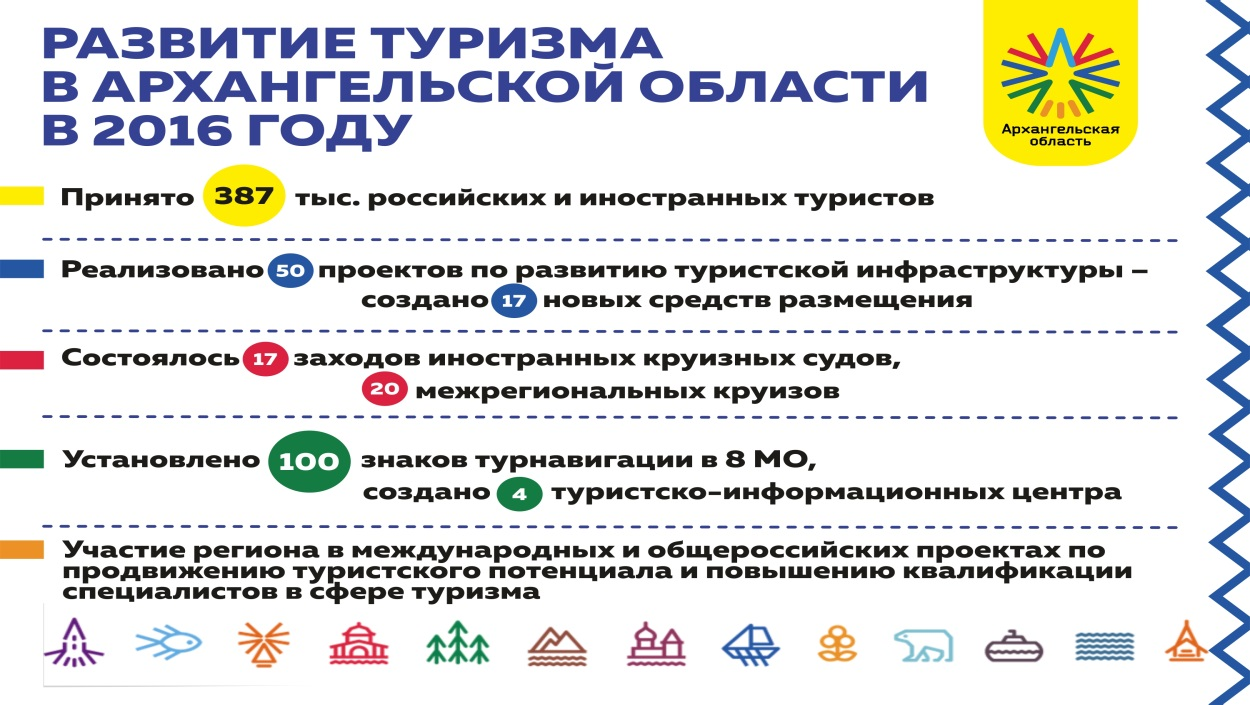 РАЗВИТИЕ ТУРИЗМА
В АРХАНГЕЛЬСКОЙ ОБЛАСТИ
В 2016 ГОДУ
Архангельская
область
Принято 387 тыс. российских и иностранных туристов
Реализовано 50 проектов по развитию туристской инфраструктуры –
создано 17 новых средств размещения
Состоялось 17 заходов иностранных круизных судов,
20 межрегиональных круизов
Установлено 100 знаков турнавигации в 8 МО,
создано 4 туристско-информационных центра
Участие региона в международных и общероссийских проектах по
продвижению туристского потенциала и повышению квалификации
специалистов в сфере туризма